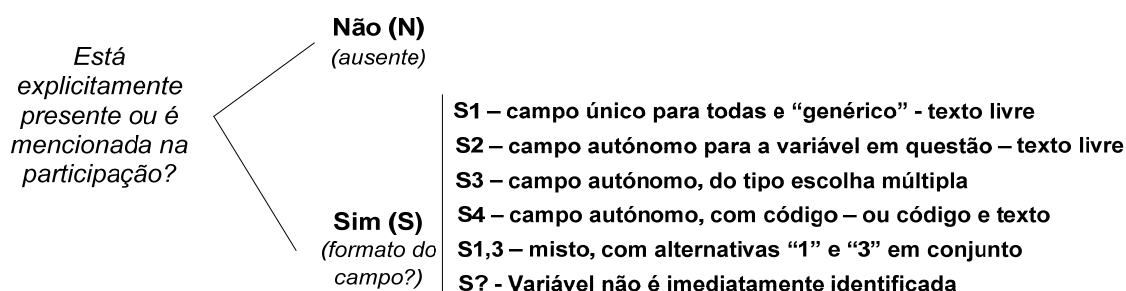 Está
explicitamente
presente ou é
mencionada na
participação?
Não (N)
(ausente)
Sim (S)
(formato do
campo?)
S1 – campo único para todas e “genérico” - texto livre
S2 – campo autónomo para a variável em questão – texto livre
S3 – campo autónomo, do tipo escolha múltipla
S4 – campo autónomo, com código – ou código e texto
S1,3 – misto, com alternativas “1” e “3” em conjunto
S? - Variável não é imediatamente identificada